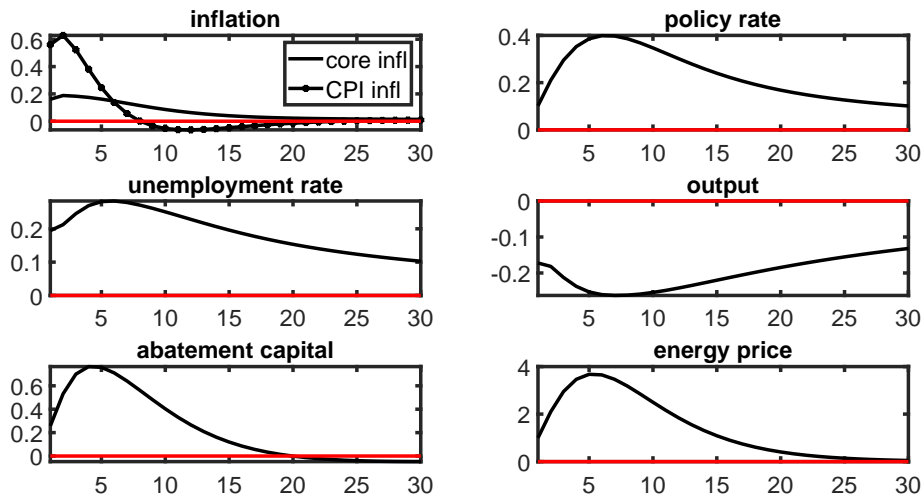 inflation
0.6
0.4
0.2
0
core infl
CPI infl
5 10 15 20 25 30
policy rate
0.4
0.2
0
5 10 15 20 25 30
unemployment rate
0.2
0.1
0
5 10 15 20 25 30
output
0
-0.1
-0.2
5 10 15 20 25 30
abatement capital
0.6
0.4
0.2
0
5 10 15 20 25 30
energy price
4
2
0
5 10 15 20 25 30